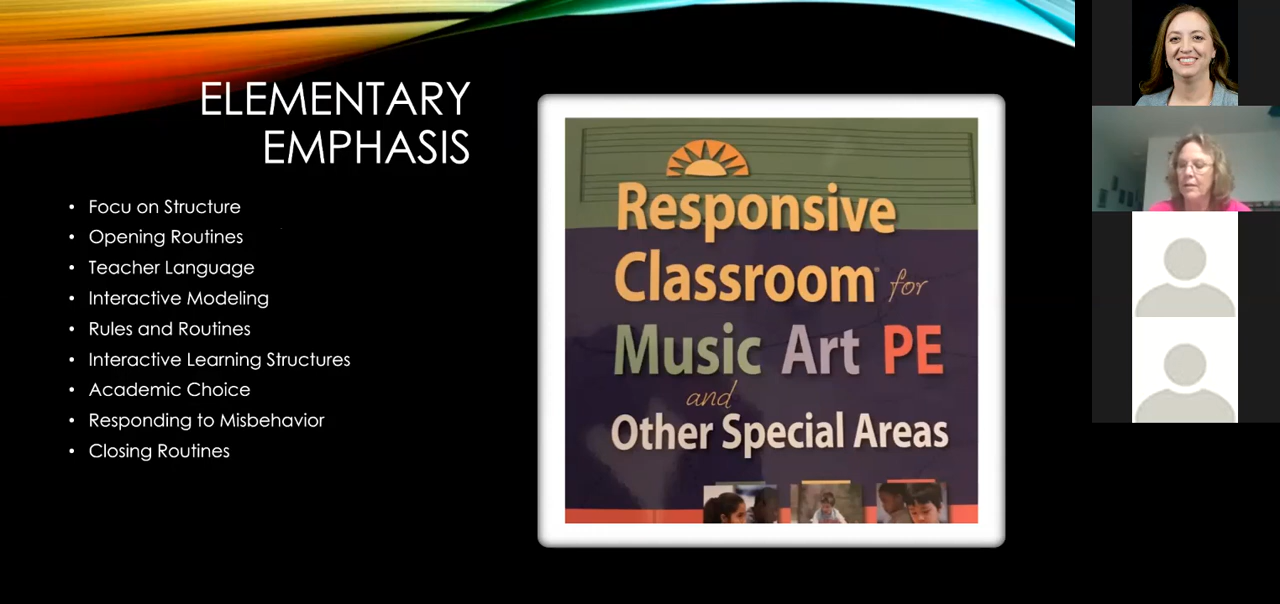 ELEMENTARY
EMPHASIS
• Focu on Structure
• Opening Routines
• Teacher Language
• Interactive Modeling
• Rules and Routines
• Interactive Learning Structures
• Academic Choice
• Responding to Misbehavior
• Closing Routines
Responsive
Classroom® for
Music Art PE
and
Other Special Areas